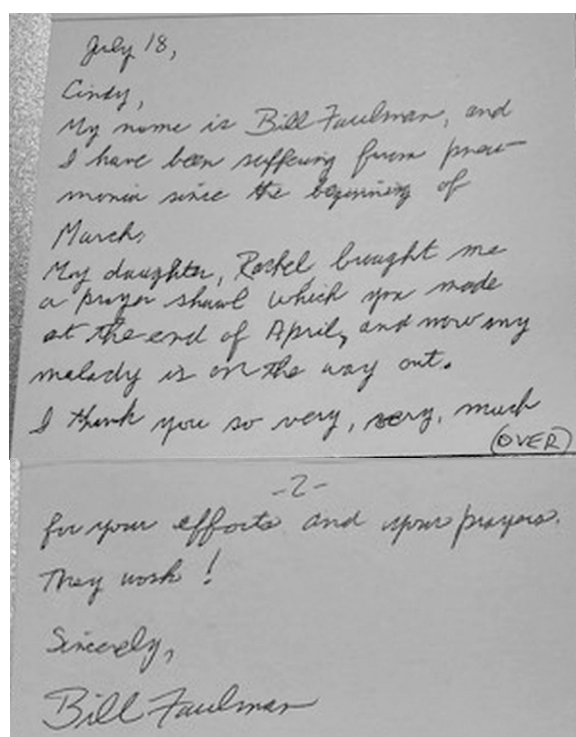 July 18,
Cindy,
My name is Bill Faulman, and
I have been suffering from pneu-
monia since the beginning of
March.
My daughter, Rachel brought me
a prayer shawl which you made
at the end of April, and now my
malady is on the way out.
I thank you so very, very, much
(OVER)
-2-
for your efforts and your prayers.
They work!
Sincerely,
Bill Faulman